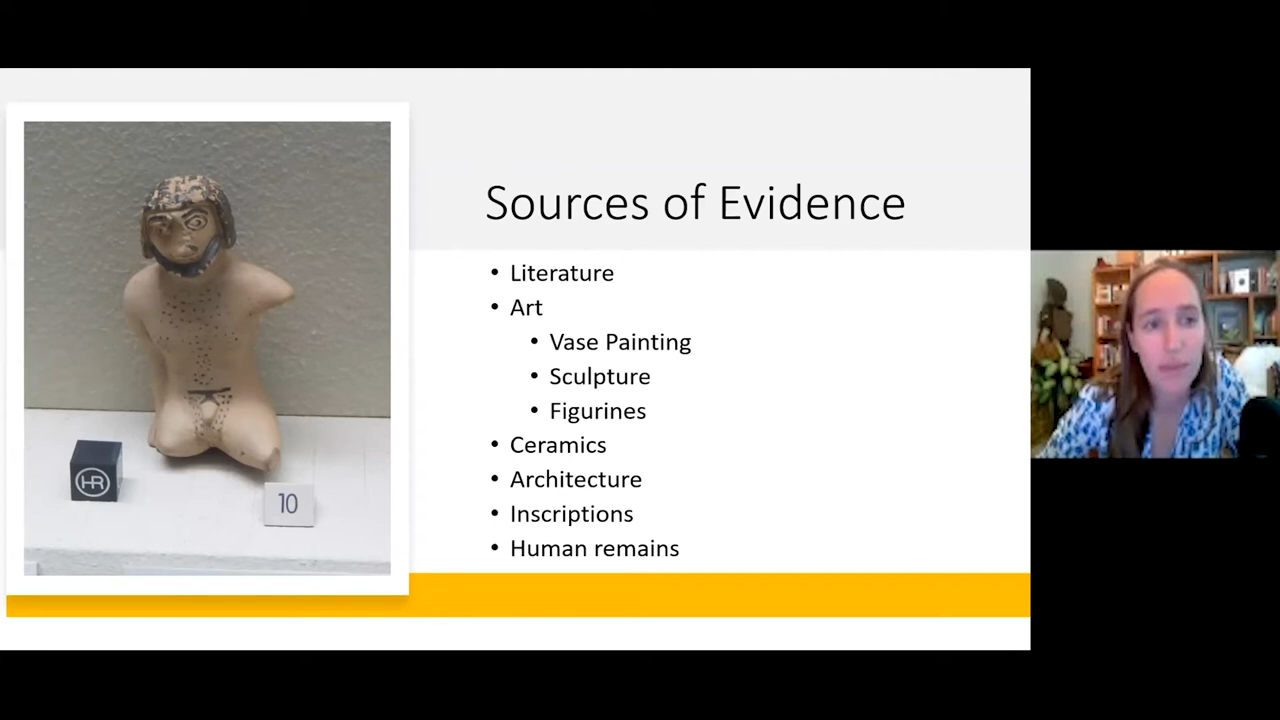 Sources of Evidence
• Literature
• Art
• Vase Painting
• Sculpture
• Figurines
• Ceramics
• Architecture
• Inscriptions
• Human remains
HR
10